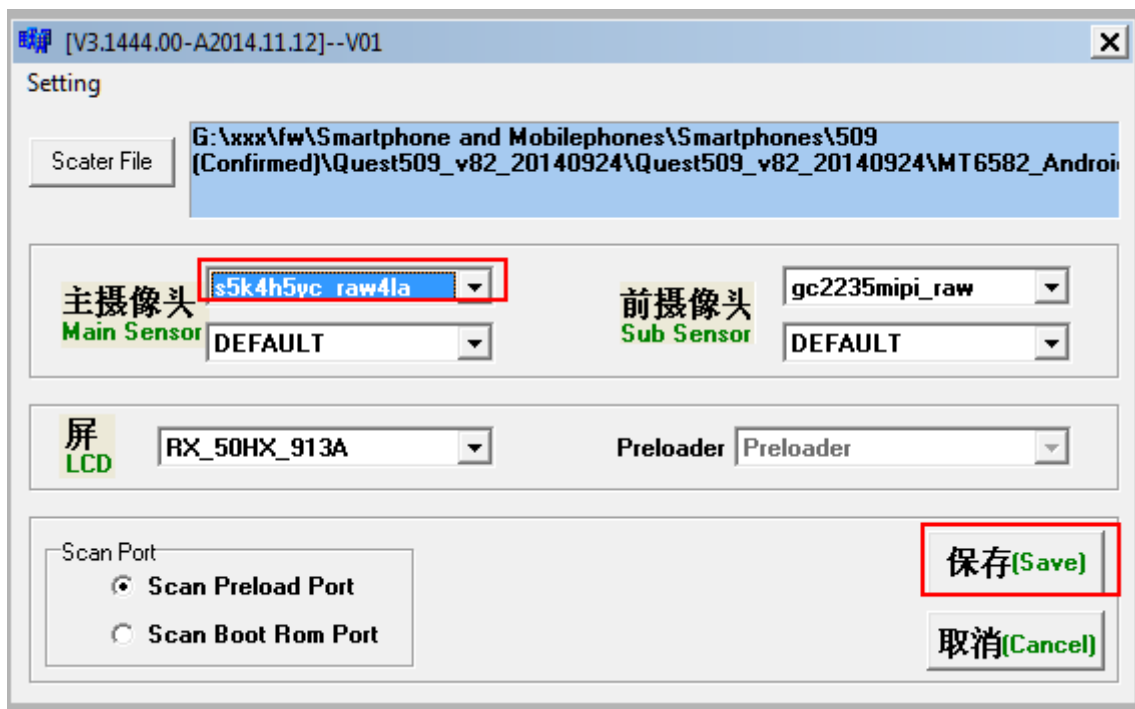 [V3.1444.00-A2014.11.12]--V01
Setting
Scater File
G:\xxx\fw\Smartphone and Mobilephones\Smartphones\509
(Confirmed)\Quest509_v82_20140924\Quest509_v82_20140924\MT6582_Androi
主摄像头
Main Sensor
s5k4h5yc_raw4la
DEFAULT
前摄像头
Sub Sensor
gc2235mipi_raw
DEFAULT
屏
LCD
RX_50HX_913A
Preloader
Preloader
Scan Port
Scan Preload Port
Scan Boot Rom Port
保存(Save)
取消(Cancel)